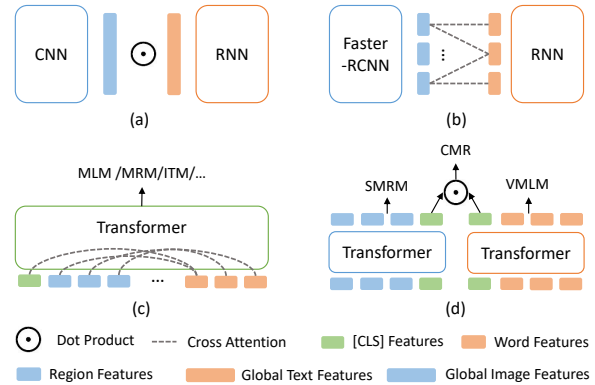 CNN
RNN
(a)
Faster
-RCNN
...
RNN
(b)
MLM /MRM/ITM/...
Transformer
...
(c)
CMR
SMRM
VMLM
Transformer
Transformer
(d)
Dot Product
Cross Attention
[CLS] Features
Word Features
Region Features
Global Text Features
Global Image Features